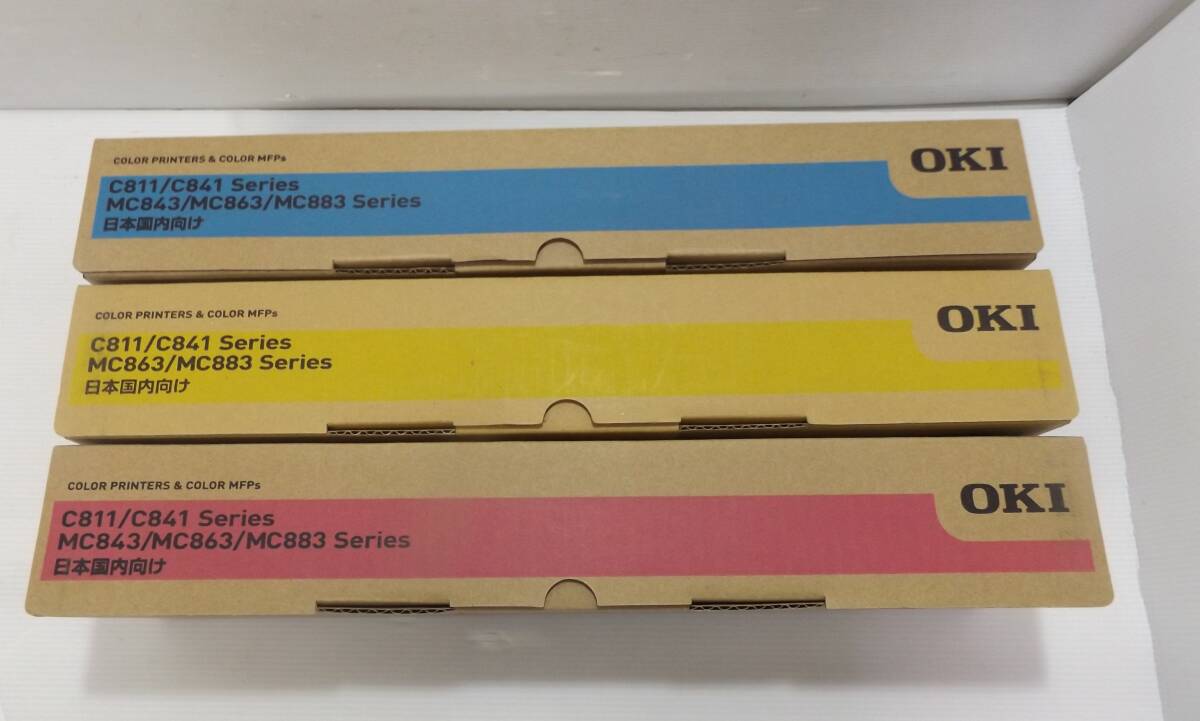 COLOR PRINTERS & COLOR MFPs
OKI
C811/C841 Series
MC843/MC863/MC883 Series
日本国内向け
COLOR PRINTERS & COLOR MFPs
OKI
C811/C841 Series
MC863/MC883 Series
日本国内向け
COLOR PRINTERS & COLOR MFPs
OKI
C811/C841 Series
MC843/MC863/MC883 Series
日本国内向け